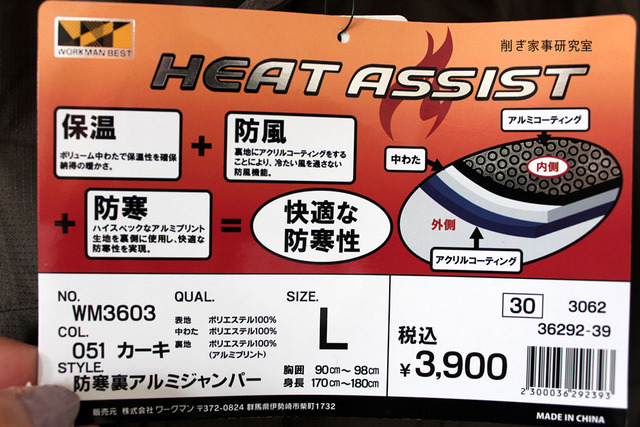 WORKMAN BEST
削ぎ家事研究室
HEAT ASSIST
保温
ボリューム中わたで保温性を確保
納得の暖かさ。
+
防風
裏地にアクリルコーティングをする
ことにより、冷たい風を通さない
防風機能。
+
防寒
ハイスペックなアルミプリント
生地を裏側に使用し、快適な
防寒性を実現。
=
快適な
防寒性
アルミコーティング
中わた
内側
外側
アクリルコーティング
NO.
WM3603
COL.
051 カーキ
STYLE.
防寒裏アルミジャンパー
QUAL.
表地 ポリエステル100%
中わた ポリエステル100%
裏地 ポリエステル100%
(アルミプリント)
SIZE.
L
胸囲 90cm～98cm
身長 170cm～180cm
30 3062
36292-39
税込
¥3,900
2300036292393
販売元 株式会社ワークマン 〒372-0824 群馬県伊勢崎市柴町1732
MADE IN CHINA